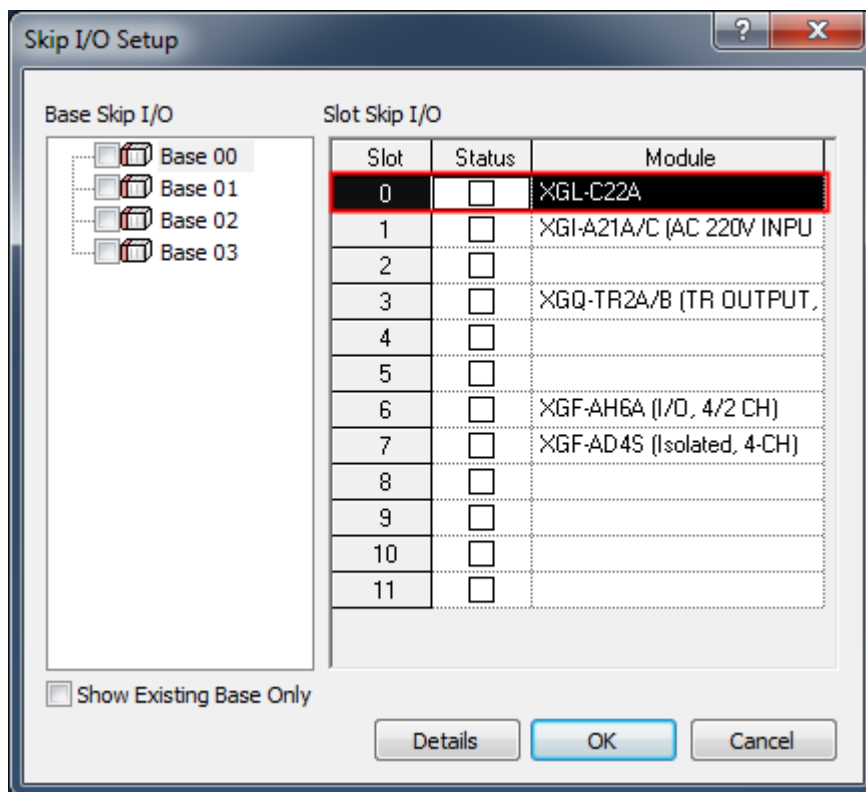 Skip I/O Setup
Base Skip I/O
Base 00
Base 01
Base 02
Base 03
Slot Skip I/O
Slot Status Module
0 XGL-C22A
1 XGI-A21A/C (AC 220V INPU
2
3 XGQ-TR2A/B (TR OUTPUT,
4
5
6 XGF-AH6A (I/O, 4/2 CH)
7 XGF-AD4S (Isolated, 4-CH)
8
9
10
11
Show Existing Base Only
Details OK Cancel